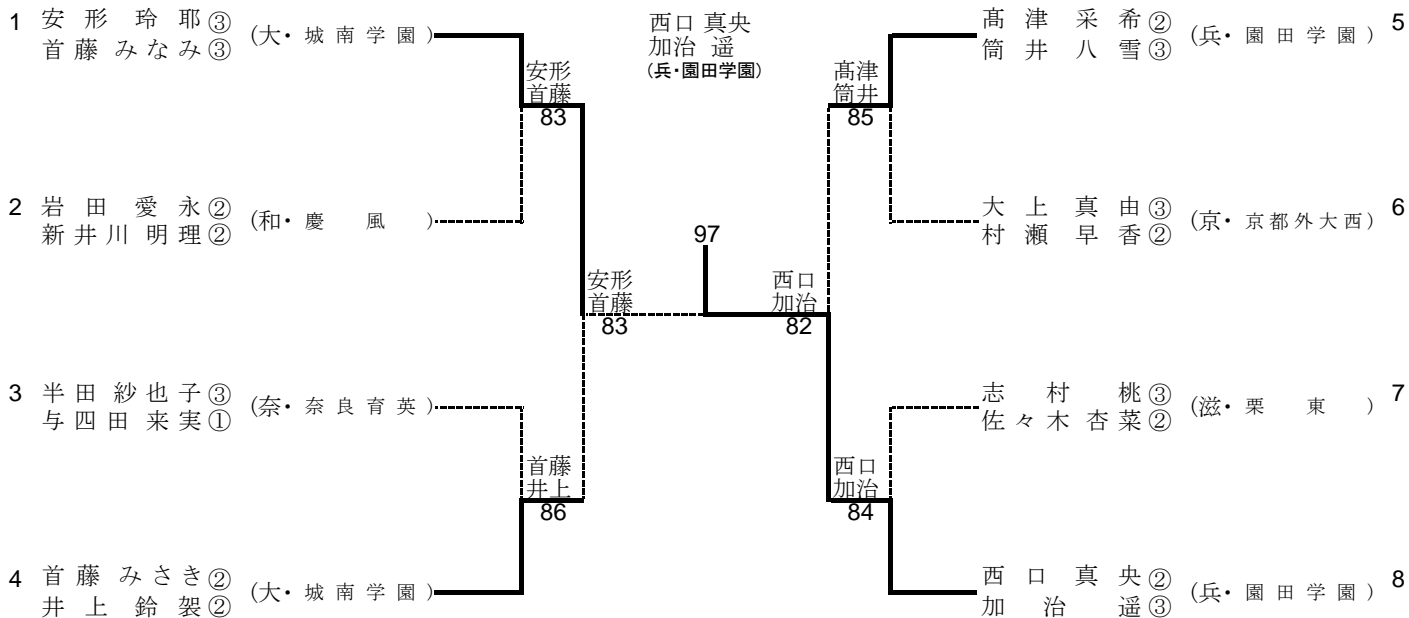 1 安形 玲耶③ (大・城南学園)
首藤 みなみ③
西口 真央
加治 遥
(兵・園田学園)
髙津 采希② (兵・園田学園) 5
筒井 八雪③
安形
首藤
83
髙津
筒井
85
2 岩田 愛永② (和・慶風)
新井川 明理②
大上 真由③ (京・京都外大西) 6
村瀬 早香②
97
安形
首藤
83
西口
加治
82
3 半田 紗也子③ (奈・奈良育英)
与四田 来実①
志村 桃③ (滋・栗東) 7
佐々木 杏菜②
首藤
井上
86
西口
加治
84
4 首藤 みさき② (大・城南学園)
井上 鈴袈②
西口 真央② (兵・園田学園) 8
加治 遥③